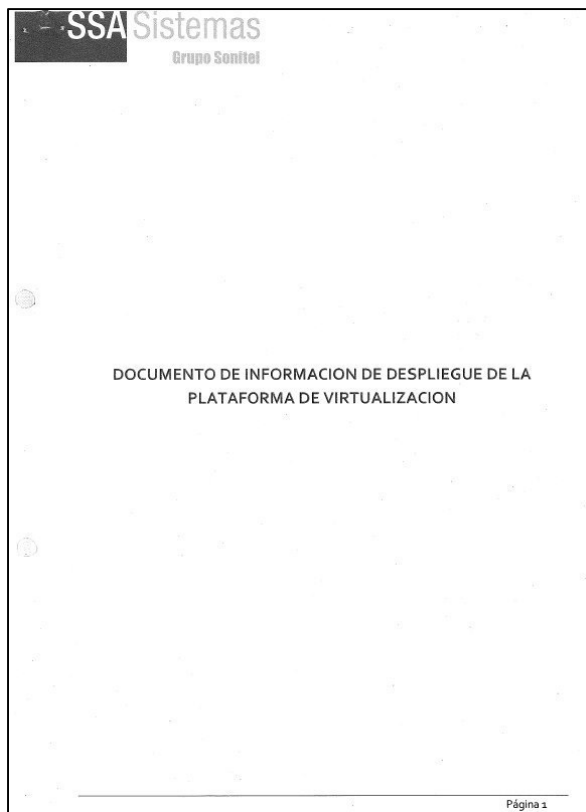 SSA Sistemas
Grupo Sonitel
DOCUMENTO DE INFORMACION DE DESPLIEGUE DE LA
PLATAFORMA DE VIRTUALIZACION
Página 1